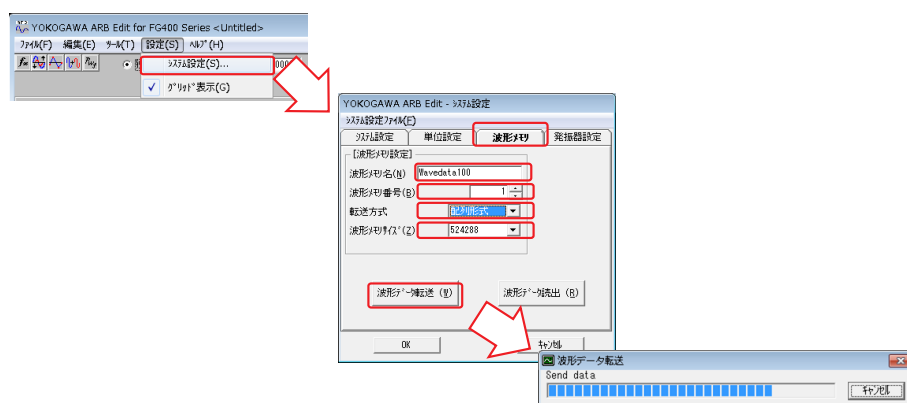 YOKOGAWA ARB Edit for FG400 Series <Untitled>
ﾌｧｲﾙ(F) 編集(E) ﾂｰﾙ(T) 設定(S) ﾍﾙﾌﾟ(H)
ｼｽﾃﾑ設定(S)...
✓ ｸﾞﾘｯﾄﾞ表示(G)
YOKOGAWA ARB Edit - ｼｽﾃﾑ設定
ｼｽﾃﾑ設定ﾌｧｲﾙ(F)
ｼｽﾃﾑ設定 単位設定 波形ﾒﾓﾘ 発振器設定
[波形ﾒﾓﾘ設定]
波形ﾒﾓﾘ名(N) Wavedata100
波形ﾒﾓﾘ番号(B) 1
転送方式 配列形式
波形ﾒﾓﾘｻｲｽﾞ(Z) 524288
波形ﾃﾞｰﾀ転送 (W) 波形ﾃﾞｰﾀ読出 (R)
OK ｷｬﾝｾﾙ
波形データ転送
Send data
ｷｬﾝｾﾙ